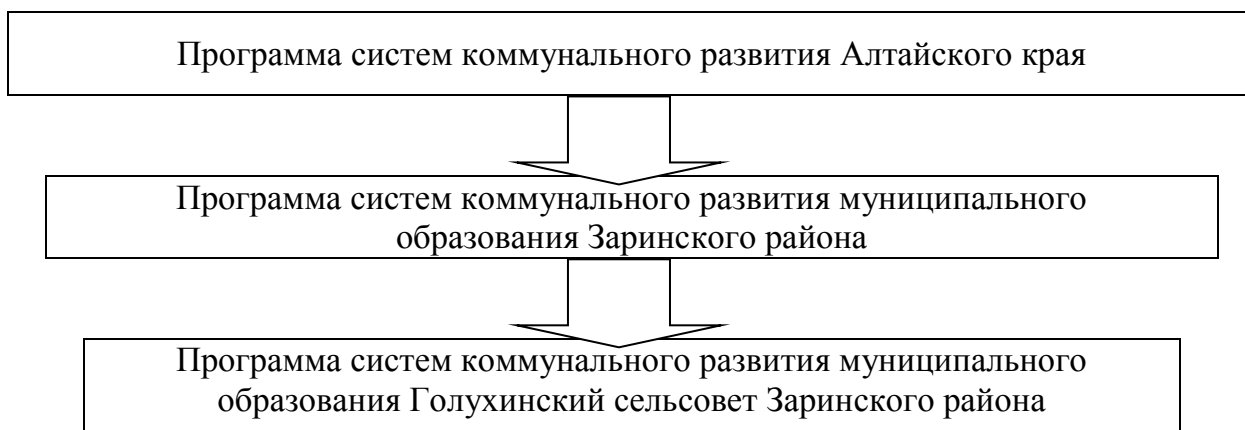 Программа систем коммунального развития Алтайского края
Программа систем коммунального развития муниципального
образования Заринского района
Программа систем коммунального развития муниципального
образования Голухинский сельсовет Заринского района